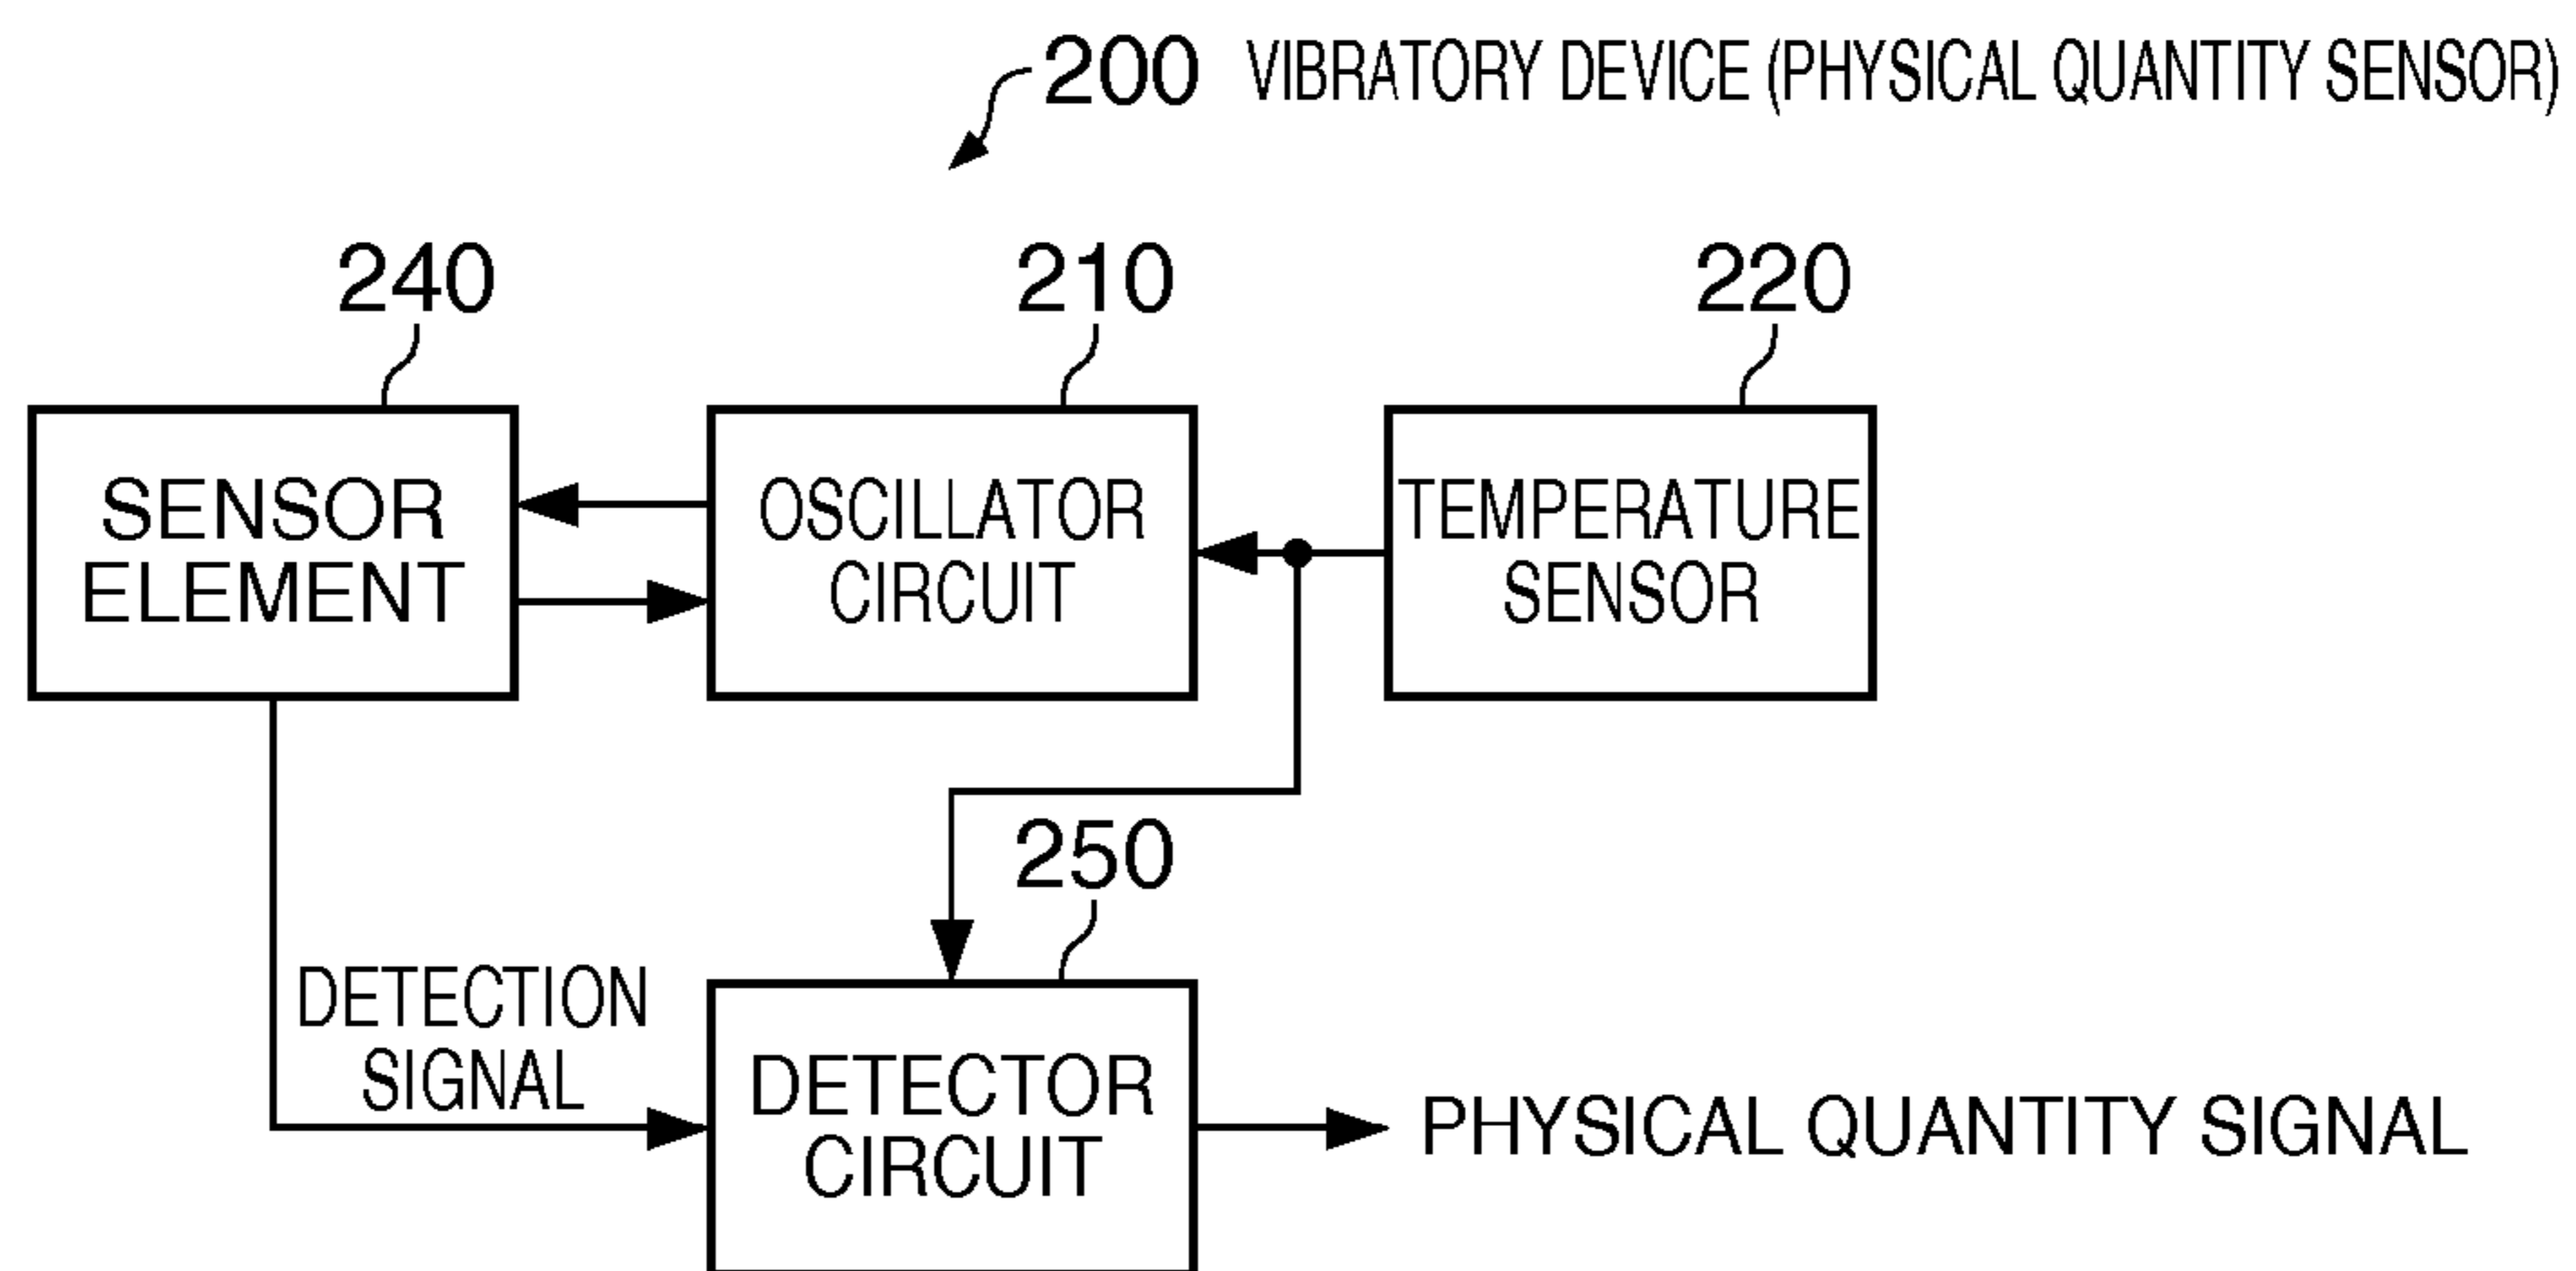 200 VIBRATORY DEVICE (PHYSICAL QUANTITY SENSOR)
240
210
220
SENSOR
ELEMENT
OSCILLATOR
CIRCUIT
TEMPERATURE
SENSOR
250
DETECTION
SIGNAL
DETECTOR
CIRCUIT
PHYSICAL QUANTITY SIGNAL